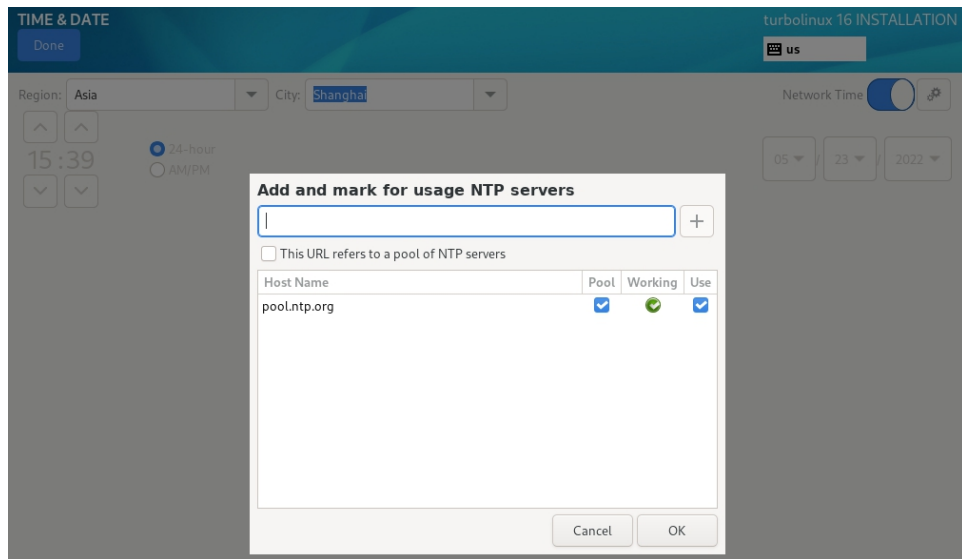 TIME & DATE
turbolinux 16 INSTALLATION
Done
us
Region: Asia City: Shanghai Network Time
15 : 39
24-hour
AM/PM
05 / 23 / 2022
Add and mark for usage NTP servers
This URL refers to a pool of NTP servers
Host Name Pool Working Use
pool.ntp.org
Cancel OK